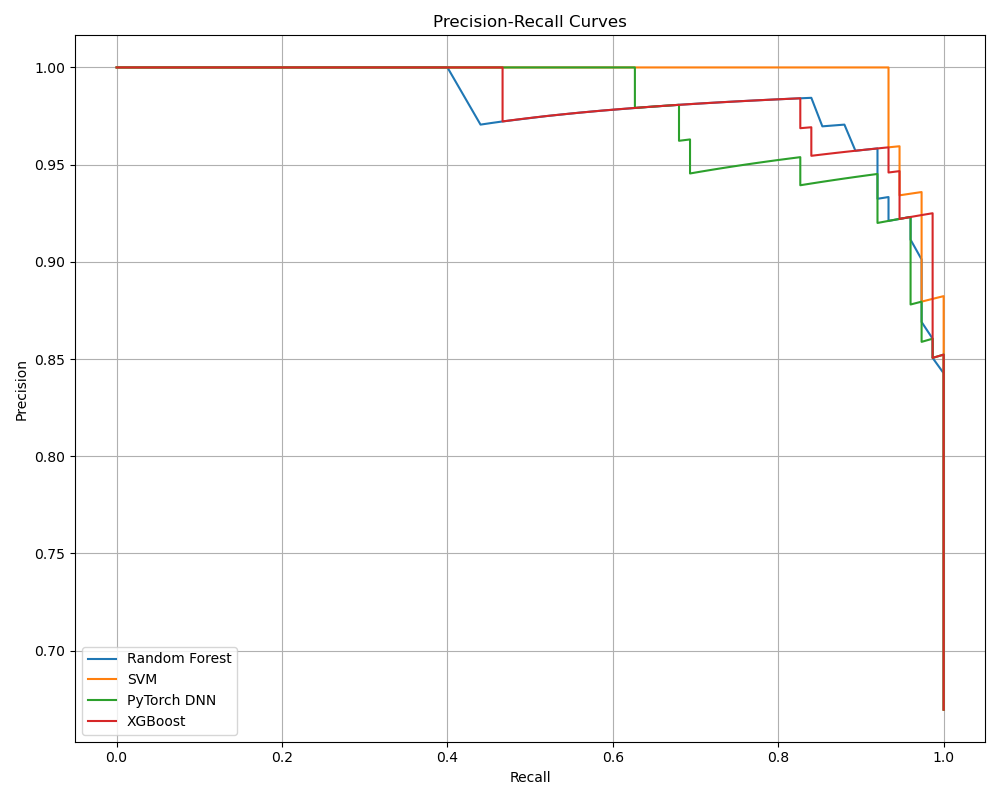 Precision-Recall Curves
1.00
0.95
0.90
0.85
0.80
0.75
0.70
Precision
Random Forest
SVM
PyTorch DNN
XGBoost
0.0 0.2 0.4 0.6 0.8 1.0
Recall